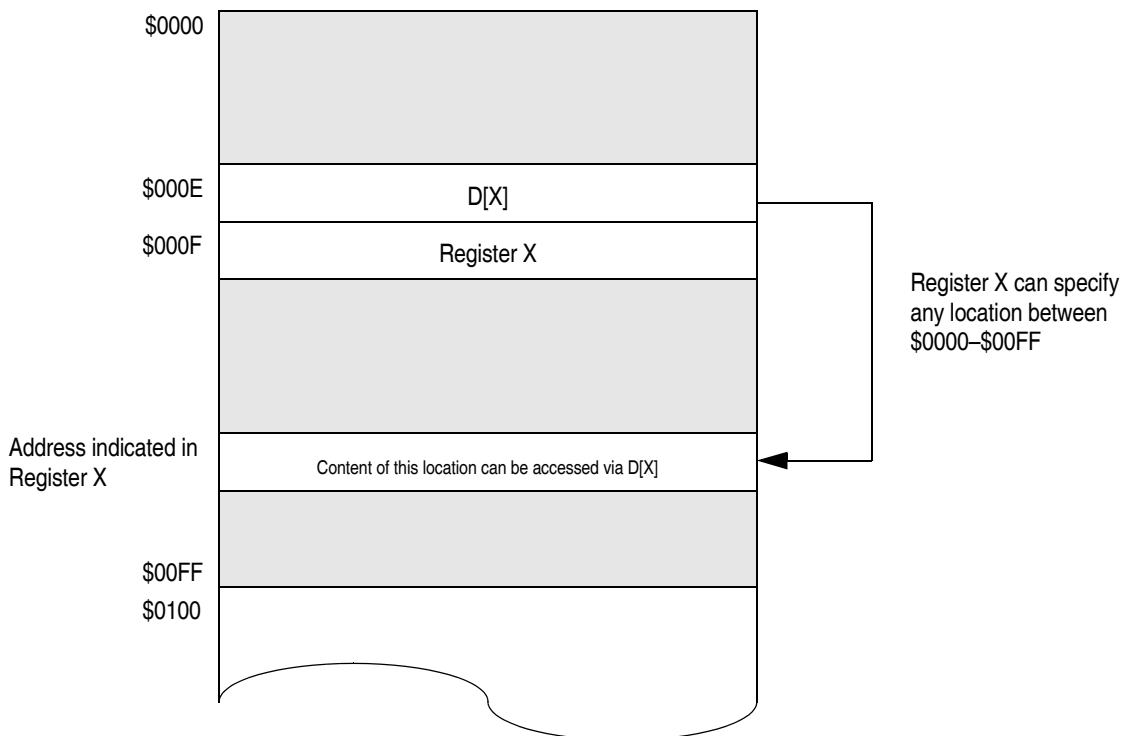 $0000
$000E
D[X]
$000F
Register X
Register X can specify
any location between
$0000–$00FF
Address indicated in
Register X
Content of this location can be accessed via D[X]
$00FF
$0100